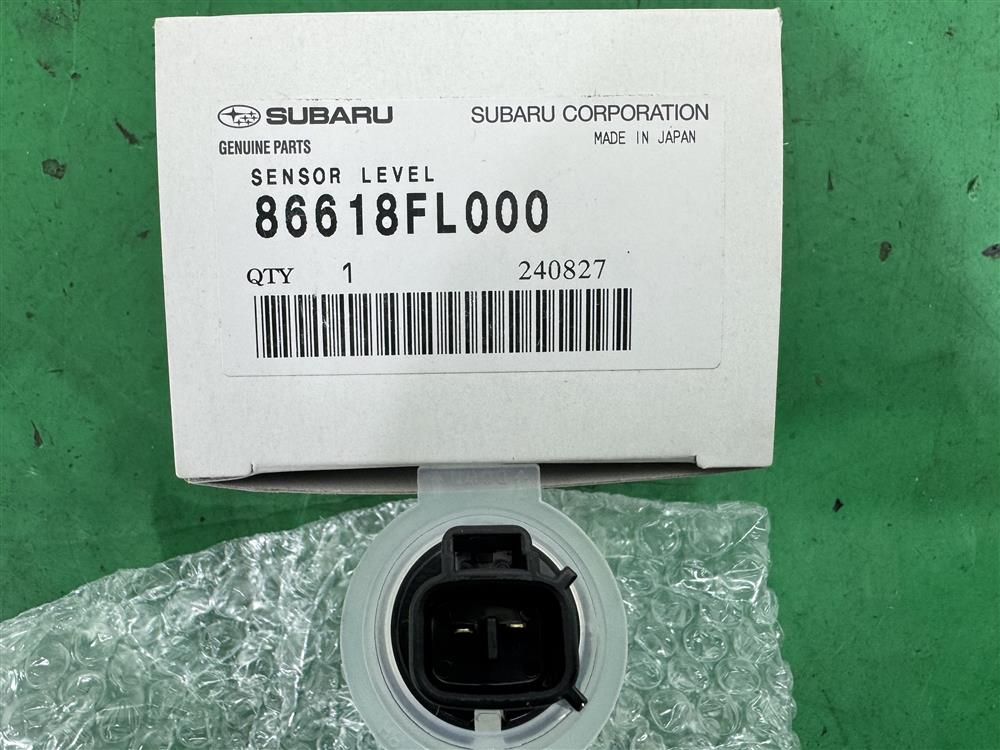 SUBARU SUBARU CORPORATION
GENUINE PARTS MADE IN JAPAN
SENSOR LEVEL
86618FL000
QTY 1 240827